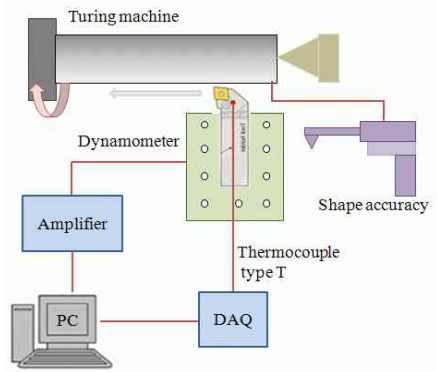 Turing machine
Dynamometer
Shape accuracy
Amplifier
Thermocouple
type T
PC
DAQ